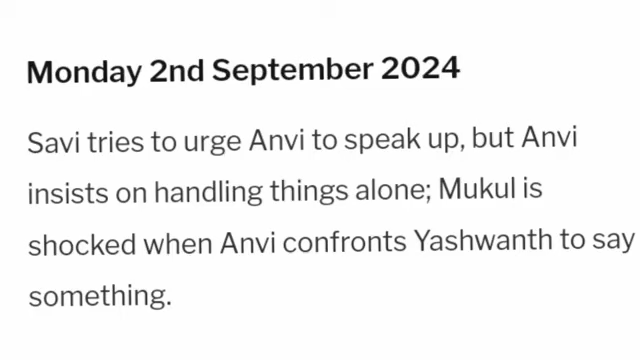 Monday 2nd September 2024
Savi tries to urge Anvi to speak up, but Anvi
insists on handling things alone; Mukul is
shocked when Anvi confronts Yashwanth to say
something.